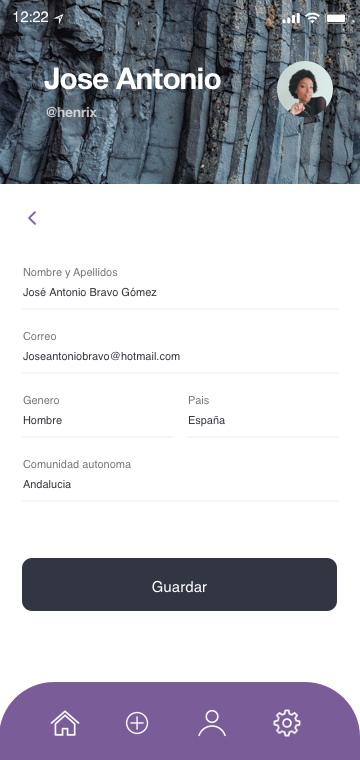 12:22
Jose Antonio
@henrix
Nombre y Apellidos
José Antonio Bravo Gómez
Correo
Joseantoniobravo@hotmail.com
Genero Pais
Hombre España
Comunidad autonoma
Andalucia
Guardar